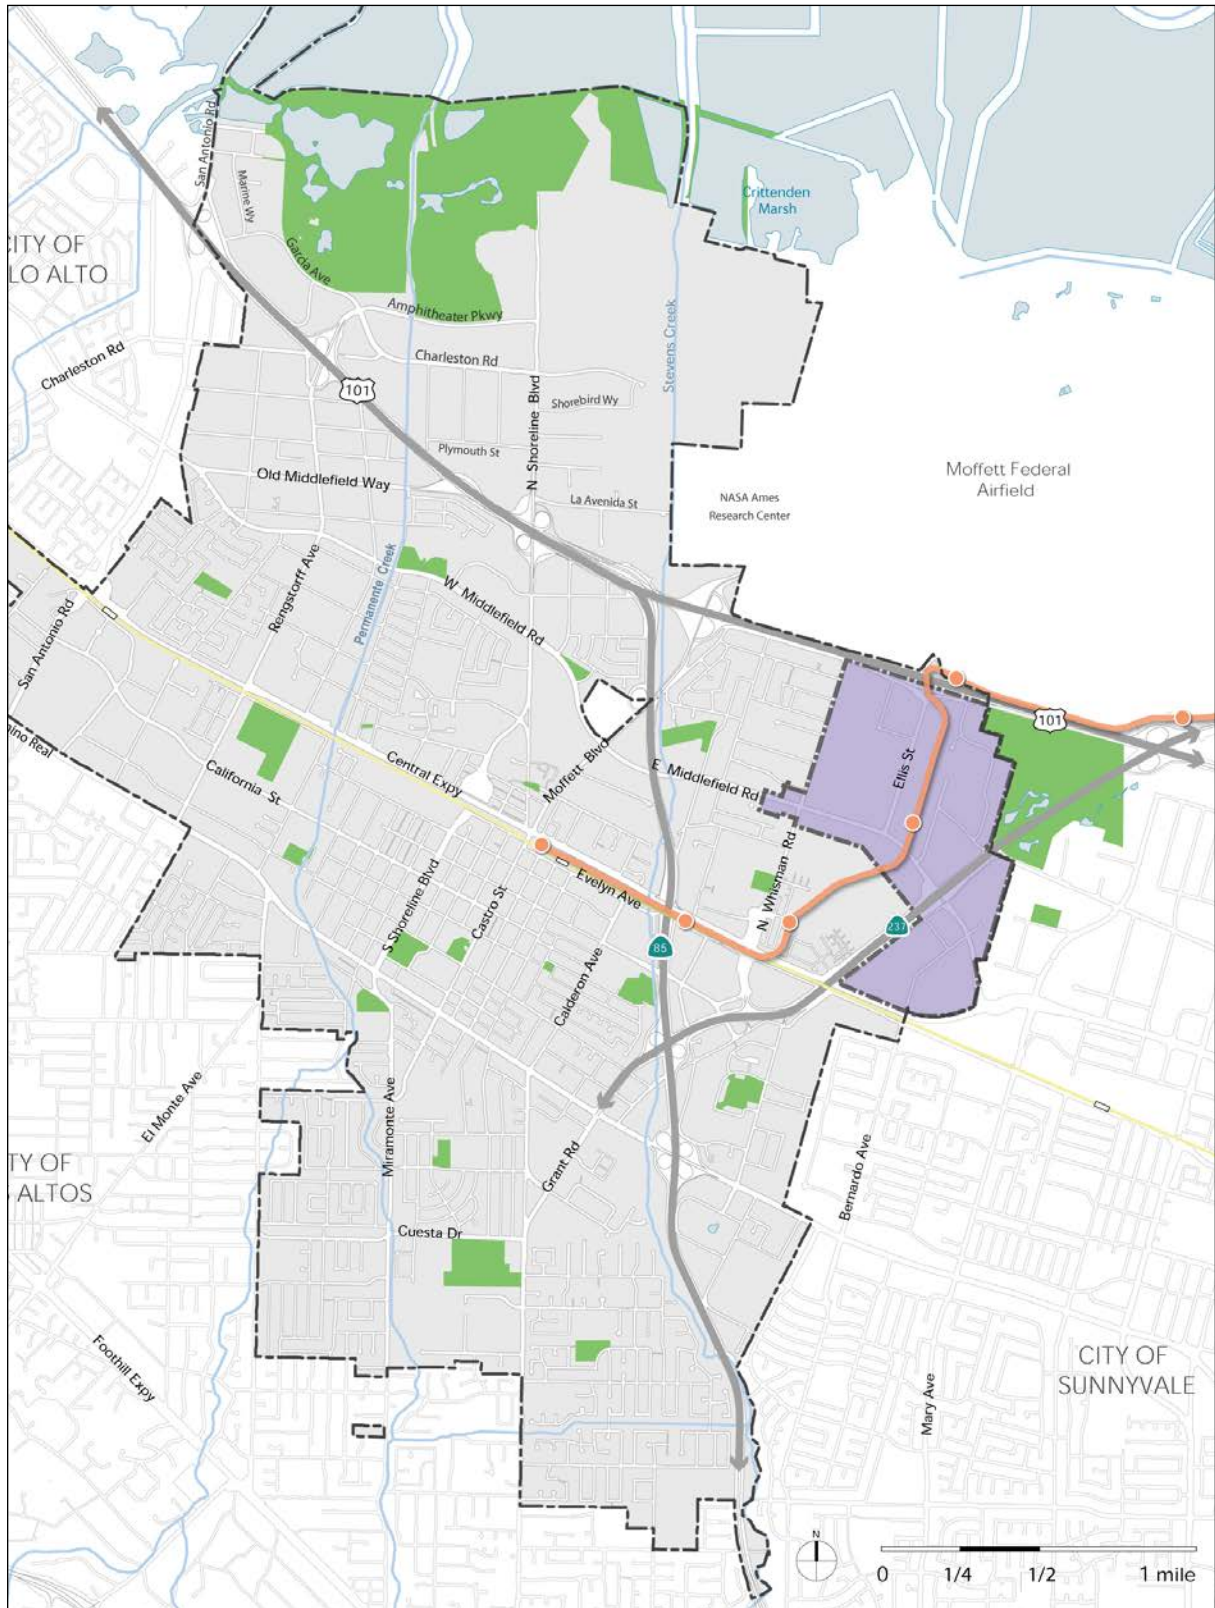 San Antonio Rd
Marine Wy
Crittenden
Marsh
CITY OF
LO ALTO
Garcia Ave
Amphitheater Pkwy
Stevens Creek
Charleston Rd
Charleston Rd
101
N Shoreline Blvd
Shorebird Wy
Plymouth St
Moffett Federal
Airfield
Old Middlefield Way
La Avenida St
NASA Ames
Research Center
Permanente Creek
Rengstorff Ave
W Middlefield Rd
San Antonio Rd
101
mino Real
Ellis St
Central Expy
Moffett Blvd
E Middlefield Rd
California St
N Whisman Rd
Evelyn Ave
S Shoreline Blvd
Castro St
237
85
Calderon Ave
El Monte Ave
Miramonte Ave
Grant Rd
TY OF
ALTOS
Bernardo Ave
Cuesta Dr
Foothill Expy
CITY OF
SUNNYVALE
Mary Ave
N
0 1/4 1/2 1 mile